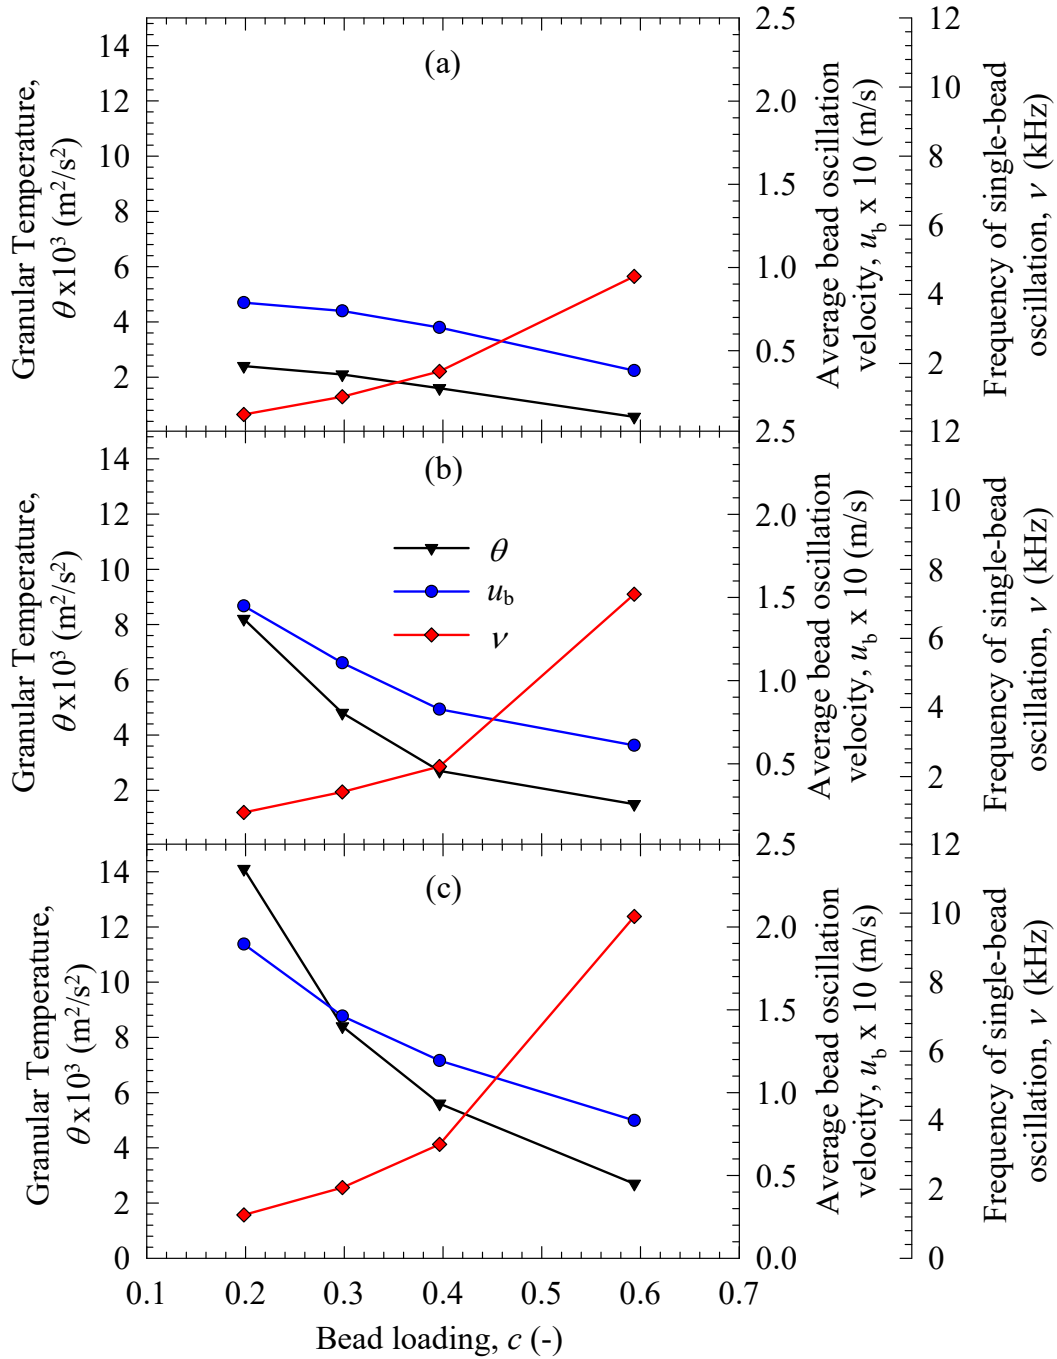 (a)
14
12
10
8
6
4
2
Granular Temperature,
θ x10³ (m²/s²)
2.5
2.0
1.5
1.0
0.5
Average bead oscillation
velocity, u_b x 10 (m/s)
12
10
8
6
4
2
Frequency of single-bead
oscillation, ν (kHz)
(b)
θ
u_b
ν
14
12
10
8
6
4
2
Granular Temperature,
θ x10³ (m²/s²)
2.5
2.0
1.5
1.0
0.5
Average bead oscillation
velocity, u_b x 10 (m/s)
12
10
8
6
4
2
Frequency of single-bead
oscillation, ν (kHz)
(c)
14
12
10
8
6
4
2
0
Granular Temperature,
θ x10³ (m²/s²)
2.5
2.0
1.5
1.0
0.5
0.0
Average bead oscillation
velocity, u_b x 10 (m/s)
12
10
8
6
4
2
0
Frequency of single-bead
oscillation, ν (kHz)
0.1 0.2 0.3 0.4 0.5 0.6 0.7
Bead loading, c (-)